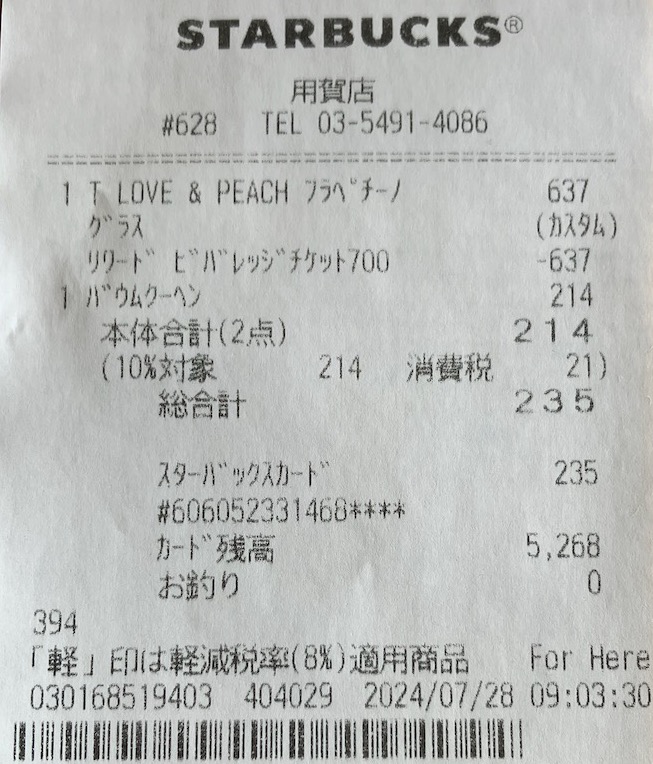 STARBUCKS®
用賀店
#628 TEL 03-5491-4086
1 T LOVE & PEACH フラペチーノ 637
グラス (カスタム)
リワード ビバレッジチケット700 -637
1 バウムクーヘン 214
本体合計(2点) 214
(10%対象 214 消費税 21)
総合計 235
スターバックスカード 235
#606052331468****
カード残高 5,268
お釣り 0
394
「軽」印は軽減税率(8%)適用商品 For Here
030168519403 404029 2024/07/28 09:03:30